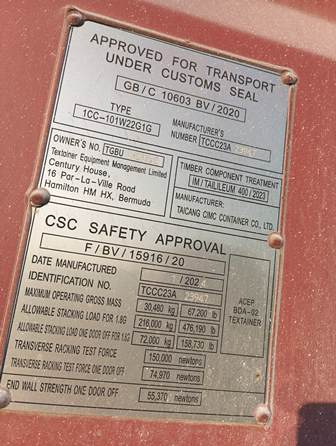 APPROVED FOR TRANSPORT
UNDER CUSTOMS SEAL
GB / C 10603 BV / 2020
TYPE
1CC-101W22G1G
MANUFACTURER'S
NUMBER TCCC23A
OWNER'S NO. TGBU
Textainer Equipment Management Limited
Century House,
16 Par-La-Ville Road
Hamilton HM HX, Bermudo
TIMBER COMPONENT TREATMENT
IM / TAILILEUM 400 / 2023
MANUFACTURER:
TAICANG CIMC CONTAINER CO., LTD.
CSC SAFETY APPROVAL
F / BV / 15916 / 20
DATE MANUFACTURED / 202
IDENTIFICATION NO. TCCC23A
MAXIMUM OPERATING GROSS MASS 30,480 kg 67,200 lb
ALLOWABLE STACKING LOAD FOR 1.8G 216,000 kg 476,190 lb
ALLOWABLE STACKING LOAD ONE DOOR OFF FOR 1.8G 72,000 kg 158,730 lb
TRANSVERSE RACKING TEST FORCE 150,000 newtons
TRANSVERSE RACKING TEST FORCE ONE DOOR OFF 74,970 newtons
END WALL STRENGTH ONE DOOR OFF 55,370 newtons
ACEP
BDA-02
TEXTAINER